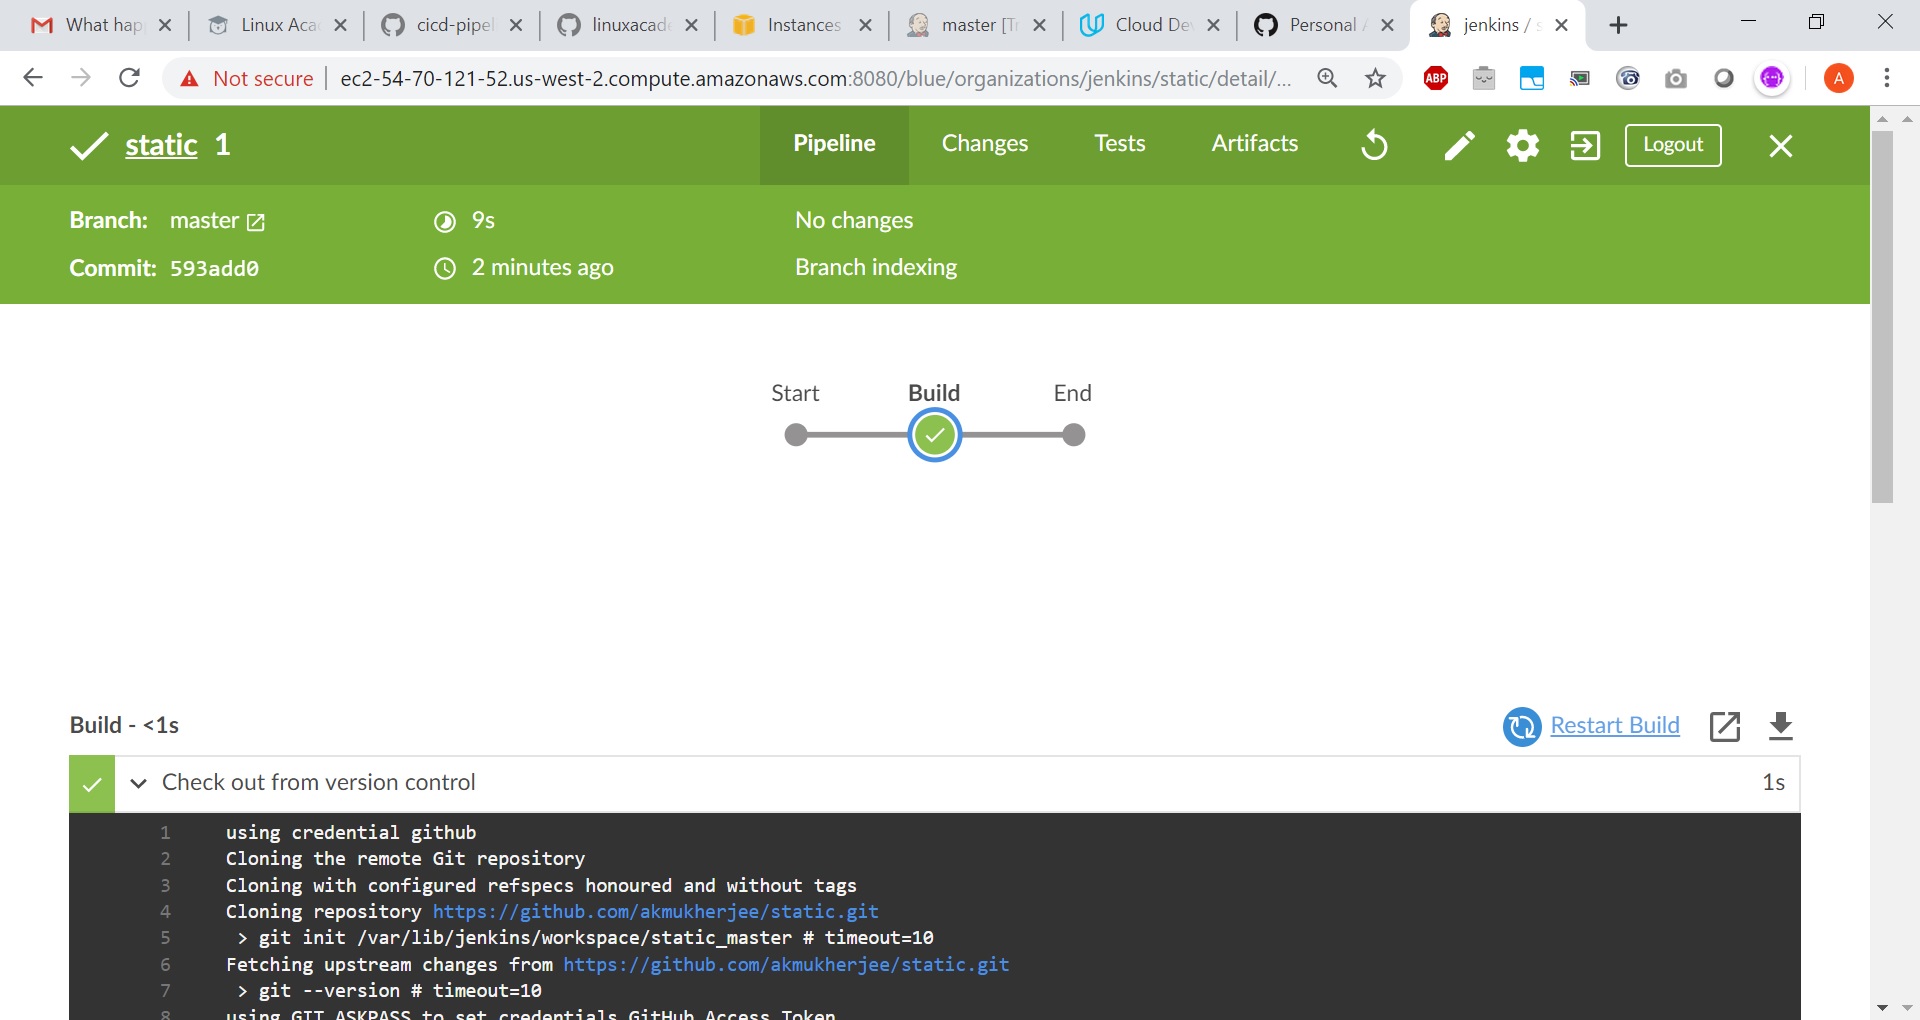 What hap
Linux Aca
cicd-pipel
linuxacade
Instances
master [Tr
Cloud Dev
Personal A
jenkins / s
Not secure
ec2-54-70-121-52.us-west-2.compute.amazonaws.com:8080/blue/organizations/jenkins/static/detail/...
ABP
A
static 1
Pipeline
Changes
Tests
Artifacts
Logout
Branch: master
9s
No changes
Commit: 593add0
2 minutes ago
Branch indexing
Start
Build
End
Build - <1s
Restart Build
Check out from version control
1s
1 using credential github
2 Cloning the remote Git repository
3 Cloning with configured refspecs honoured and without tags
4 Cloning repository https://github.com/akmukherjee/static.git
5 > git init /var/lib/jenkins/workspace/static_master # timeout=10
6 Fetching upstream changes from https://github.com/akmukherjee/static.git
7 > git --version # timeout=10
8 using GIT_ASKPASS to set credentials GitHub Access Token